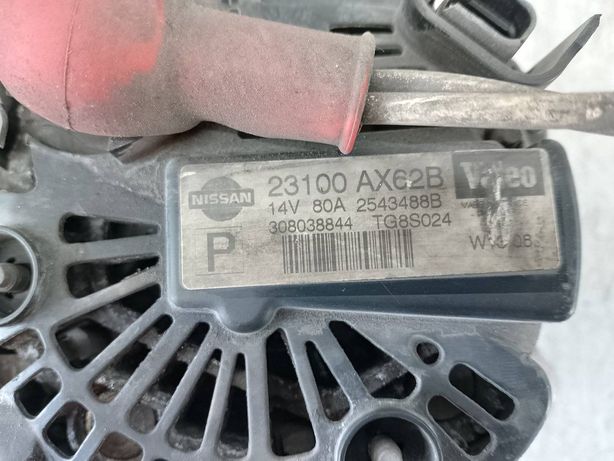 NISSAN 23100 AX62B Valeo
14V 80A 2543488B
308038844 TG8S024
P